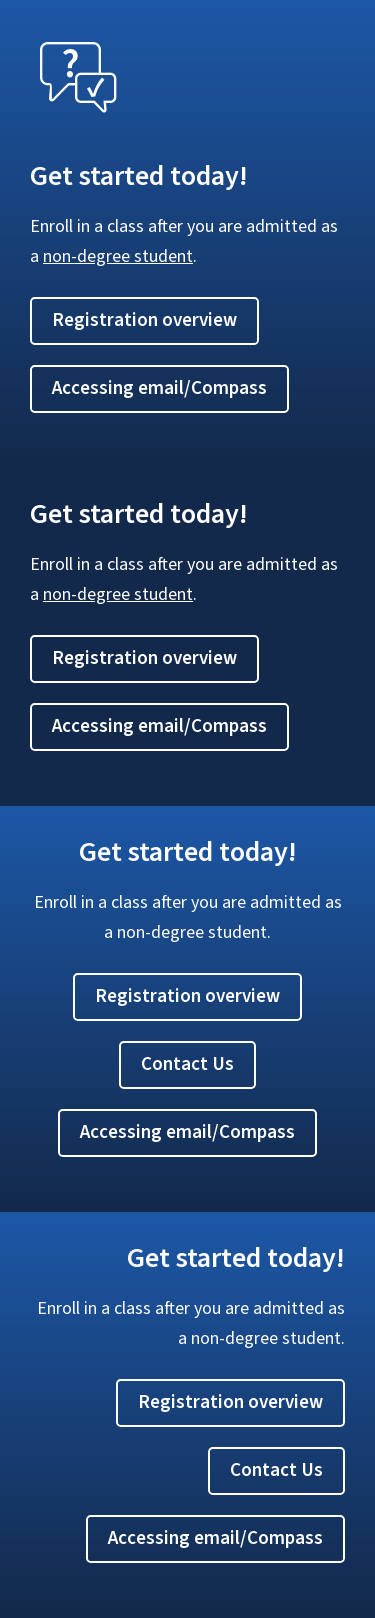 ?
Get started today!
Enroll in a class after you are admitted as
a non-degree student.
Registration overview
Accessing email/Compass
Get started today!
Enroll in a class after you are admitted as
a non-degree student.
Registration overview
Accessing email/Compass
Get started today!
Enroll in a class after you are admitted as
a non-degree student.
Registration overview
Contact Us
Accessing email/Compass
Get started today!
Enroll in a class after you are admitted as
a non-degree student.
Registration overview
Contact Us
Accessing email/Compass